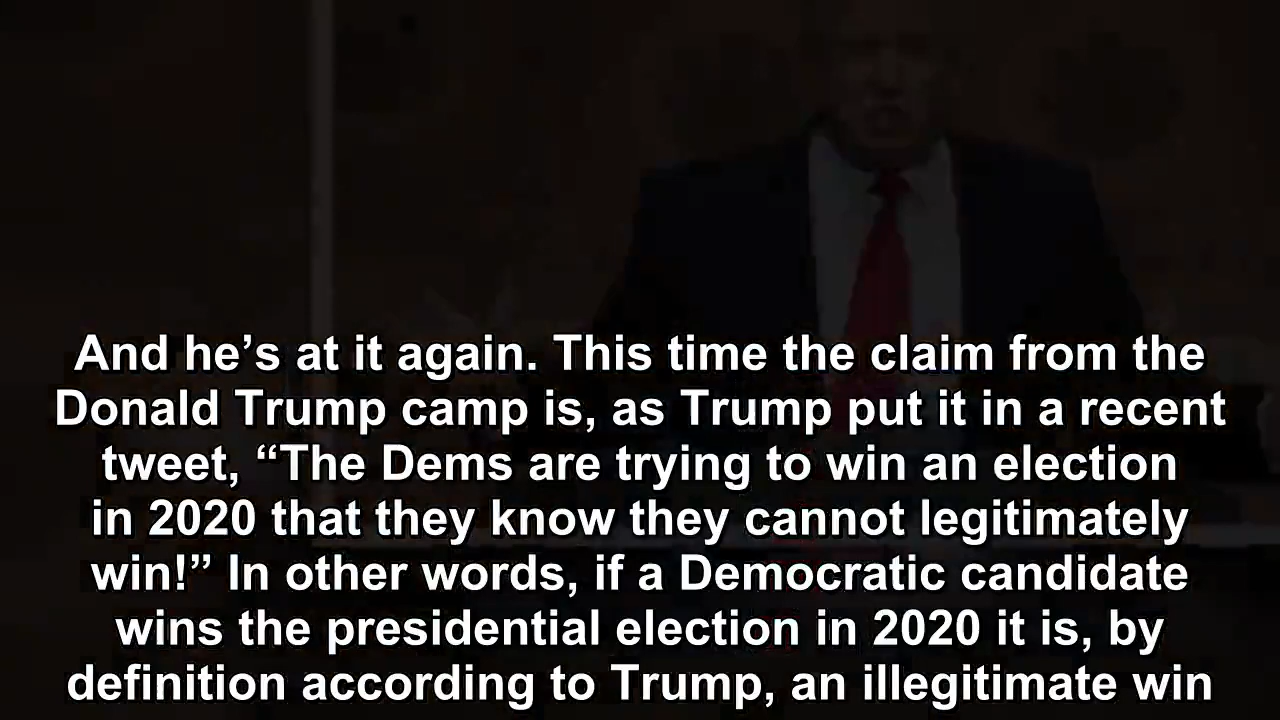 And he’s at it again. This time the claim from the
Donald Trump camp is, as Trump put it in a recent
tweet, “The Dems are trying to win an election
in 2020 that they know they cannot legitimately
win!” In other words, if a Democratic candidate
wins the presidential election in 2020 it is, by
definition according to Trump, an illegitimate win